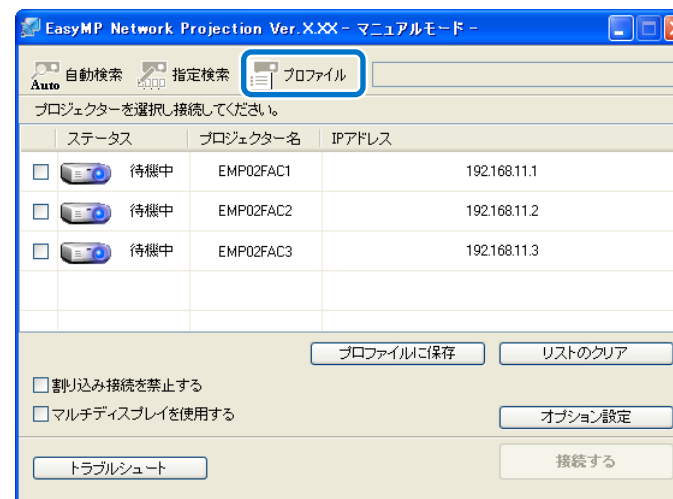 EasyMP Network Projection Ver.X.XX - マニュアルモード -
Auto 自動検索 指定検索 プロファイル
プロジェクターを選択し接続してください。
ステータス プロジェクター名 IPアドレス
待機中 EMP02FAC1 192.168.11.1
待機中 EMP02FAC2 192.168.11.2
待機中 EMP02FAC3 192.168.11.3
プロファイルに保存 リストのクリア
割り込み接続を禁止する
マルチディスプレイを使用する オプション設定
トラブルシュート 接続する